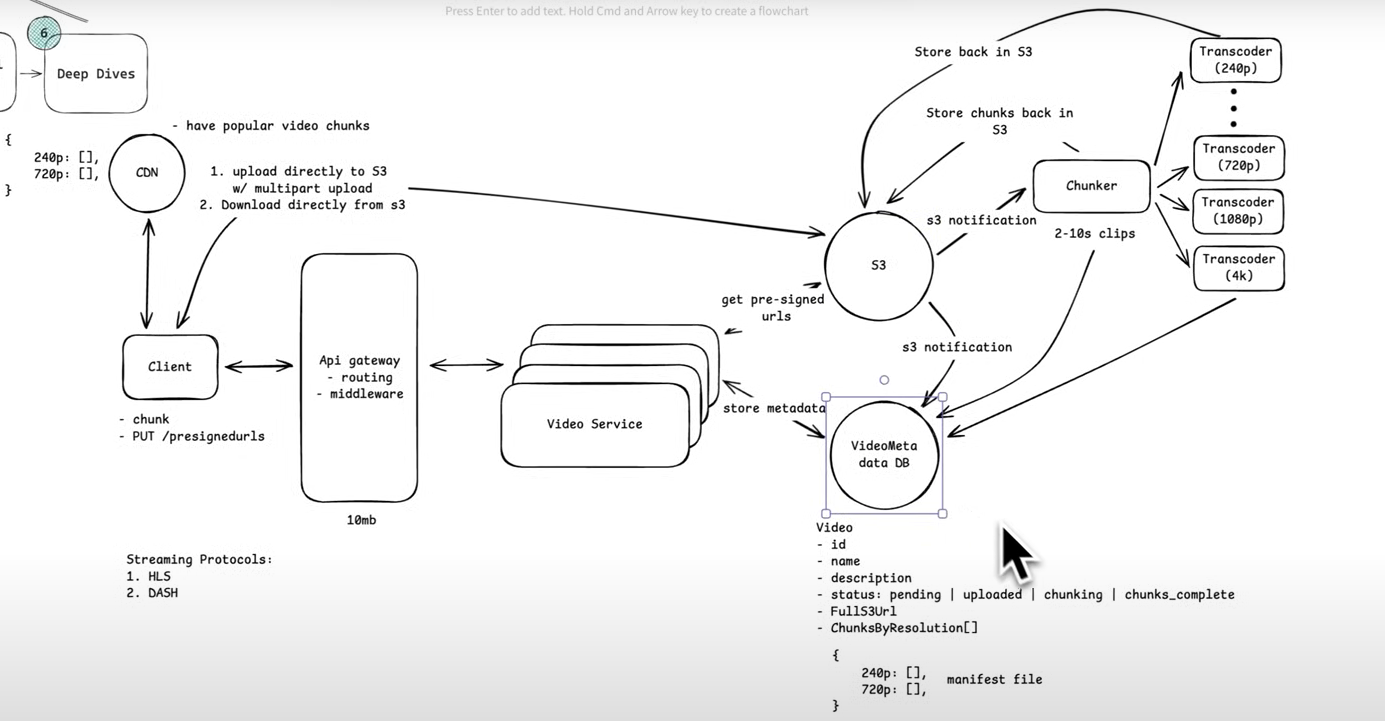 Press Enter to add text. Hold Cmd and Arrow key to create a flowchart
6
Deep Dives
{
240p: [],
720p: [],
}
CDN
- have popular video chunks
1. upload directly to S3
w/ multipart upload
2. Download directly from s3
Client
- chunk
- PUT /presignedurls
Api gateway
- routing
- middleware
10mb
Streaming Protocols:
1. HLS
2. DASH
Video Service
get pre-signed
urls
store metadata
S3
Store back in S3
Store chunks back in
S3
s3 notification
Chunker
2-10s clips
s3 notification
Transcoder
(240p)
Transcoder
(720p)
Transcoder
(1080p)
Transcoder
(4k)
VideoMeta
data DB
Video
- id
- name
- description
- status: pending | uploaded | chunking | chunks_complete
- FullS3Url
- ChunksByResolution[]
{
240p: [],
720p: [],
}
manifest file